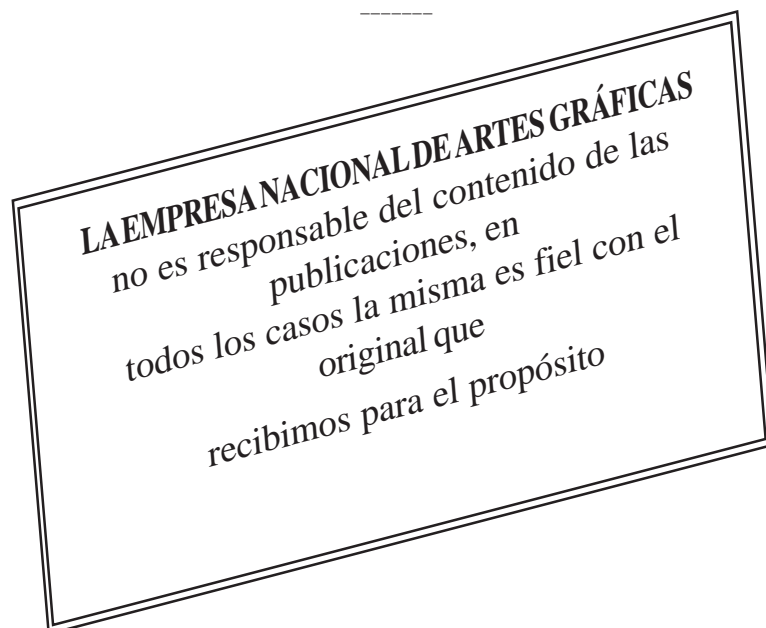 LA EMPRESA NACIONAL DE ARTES GRÁFICAS
no es responsable del contenido de las
publicaciones, en
todos los casos la misma es fiel con el
original que
recibimos para el propósito